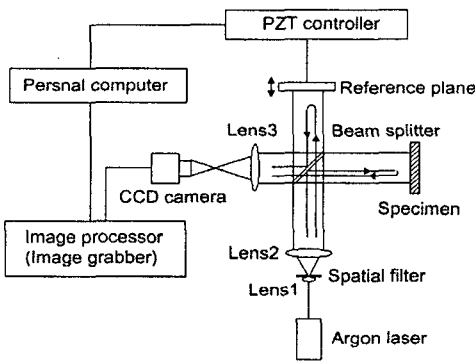 PZT controller
Persnal computer
Reference plane
Lens3
Beam splitter
CCD camera
Specimen
Image processor
(Image grabber)
Lens2
Spatial filter
Lens1
Argon laser